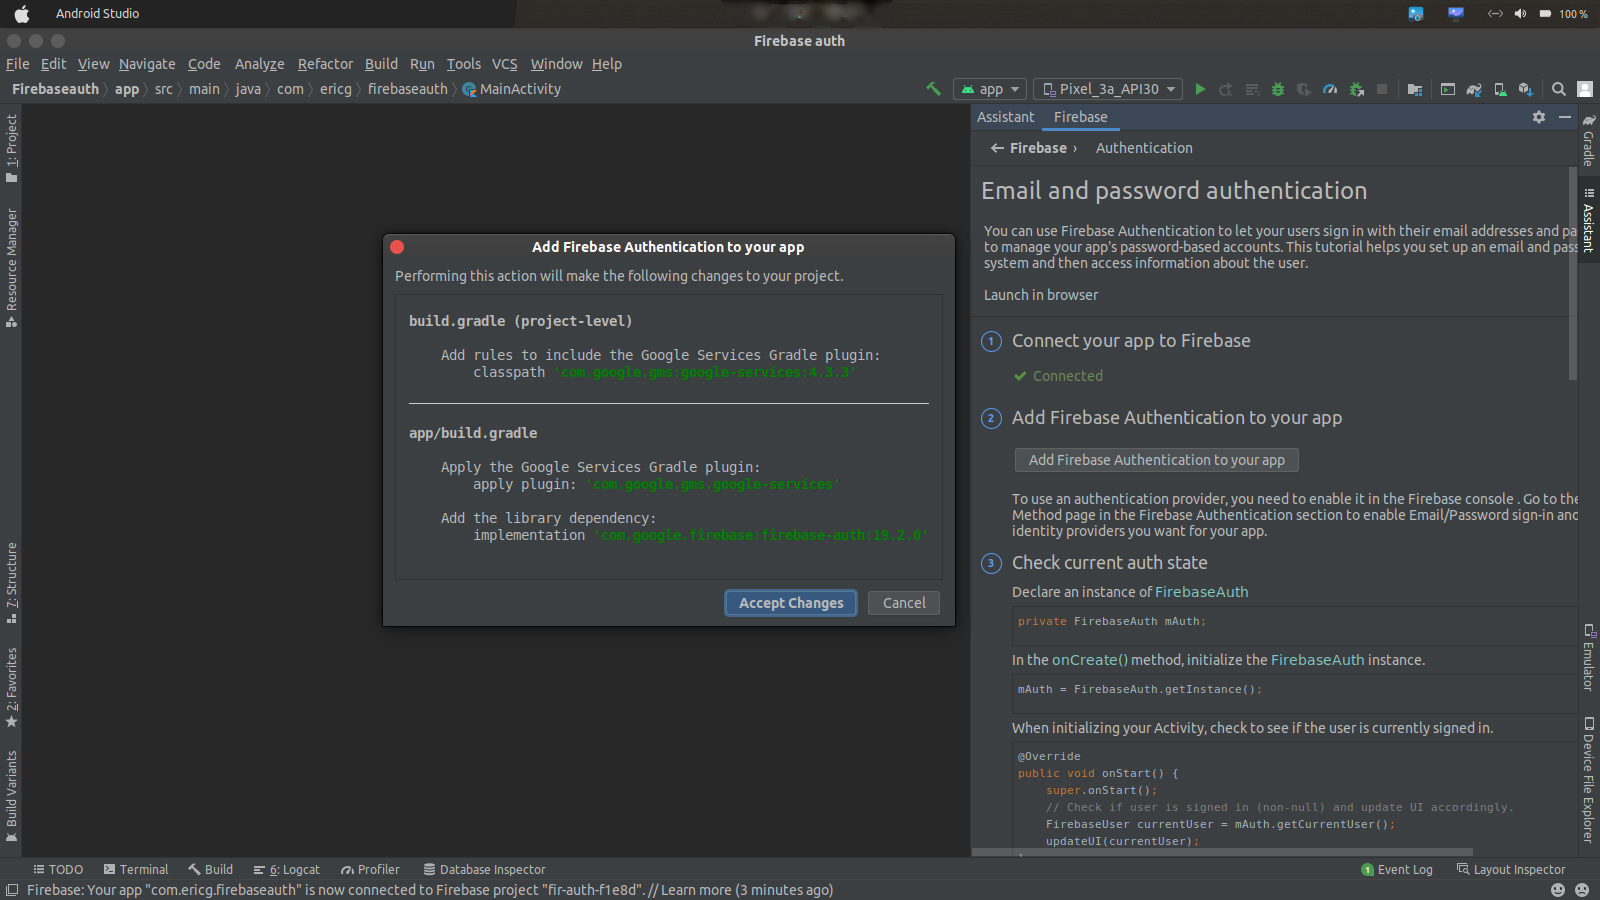 Android Studio
100 %
Firebase auth
File Edit View Navigate Code Analyze Refactor Build Run Tools VCS Window Help
Firebaseauth app src main java com ericg firebaseauth MainActivity
app
Pixel_3a_API30
1: Project
Resource Manager
7: Structure
2: Favorites
Build Variants
Add Firebase Authentication to your app
Performing this action will make the following changes to your project.
build.gradle (project-level)
Add rules to include the Google Services Gradle plugin:
classpath 'com.google.gms:google-services:4.3.3'
app/build.gradle
Apply the Google Services Gradle plugin:
apply plugin: 'com.google.gms.google-services'
Add the library dependency:
implementation 'com.google.firebase:firebase-auth:19.2.0'
Accept Changes
Cancel
Assistant Firebase
← Firebase › Authentication
Email and password authentication
You can use Firebase Authentication to let your users sign in with their email addresses and pa
to manage your app's password-based accounts. This tutorial helps you set up an email and pass
system and then access information about the user.
Launch in browser
1 Connect your app to Firebase
Connected
2 Add Firebase Authentication to your app
Add Firebase Authentication to your app
To use an authentication provider, you need to enable it in the Firebase console . Go to the
Method page in the Firebase Authentication section to enable Email/Password sign-in and
identity providers you want for your app.
3 Check current auth state
Declare an instance of FirebaseAuth
private FirebaseAuth mAuth;
In the onCreate() method, initialize the FirebaseAuth instance.
mAuth = FirebaseAuth.getInstance();
When initializing your Activity, check to see if the user is currently signed in.
@Override
public void onStart() {
super.onStart();
// Check if user is signed in (non-null) and update UI accordingly.
FirebaseUser currentUser = mAuth.getCurrentUser();
updateUI(currentUser);
Gradle
Assistant
Emulator
Device File Explorer
TODO Terminal Build 6: Logcat Profiler Database Inspector
1 Event Log Layout Inspector
Firebase: Your app "com.ericg.firebaseauth" is now connected to Firebase project "fir-auth-f1e8d". // Learn more (3 minutes ago)